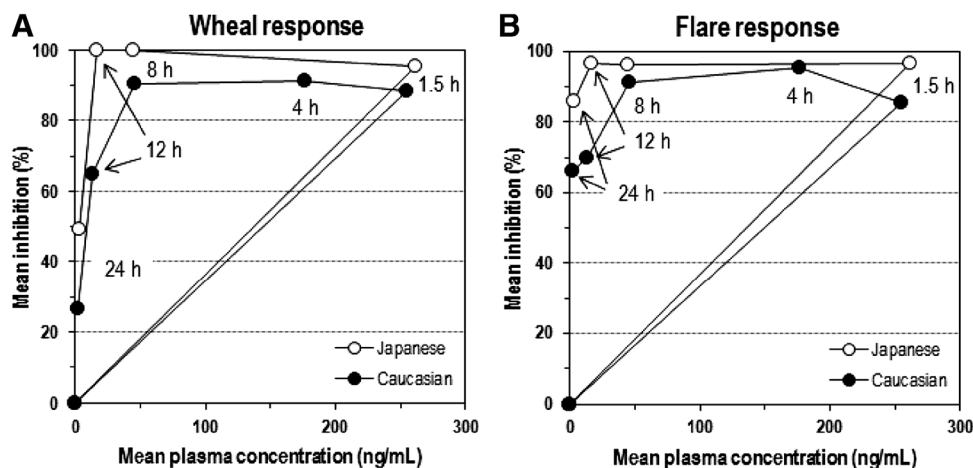 A
Wheal response
Mean inhibition (%)
100
80
60
40
20
0
8 h
4 h
1.5 h
12 h
24 h
Japanese
Caucasian
0
100
200
300
Mean plasma concentration (ng/mL)
B
Flare response
Mean inhibition (%)
100
80
60
40
20
0
8 h
4 h
1.5 h
12 h
24 h
Japanese
Caucasian
0
100
200
300
Mean plasma concentration (ng/mL)